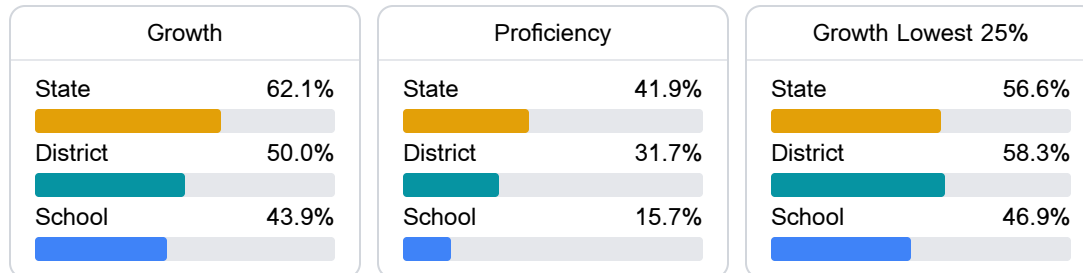 Growth
State 62.1%
District 50.0%
School 43.9%
Proficiency
State 41.9%
District 31.7%
School 15.7%
Growth Lowest 25%
State 56.6%
District 58.3%
School 46.9%